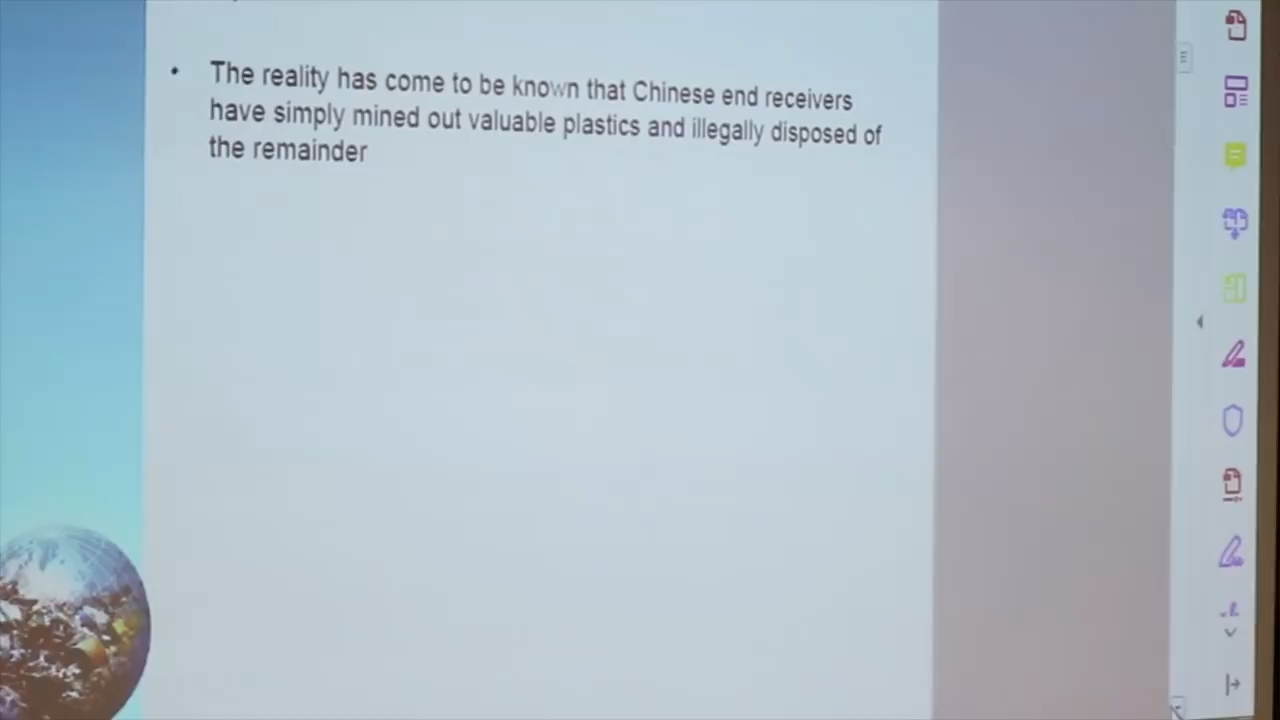 • The reality has come to be known that Chinese end receivers
have simply mined out valuable plastics and illegally disposed of
the remainder